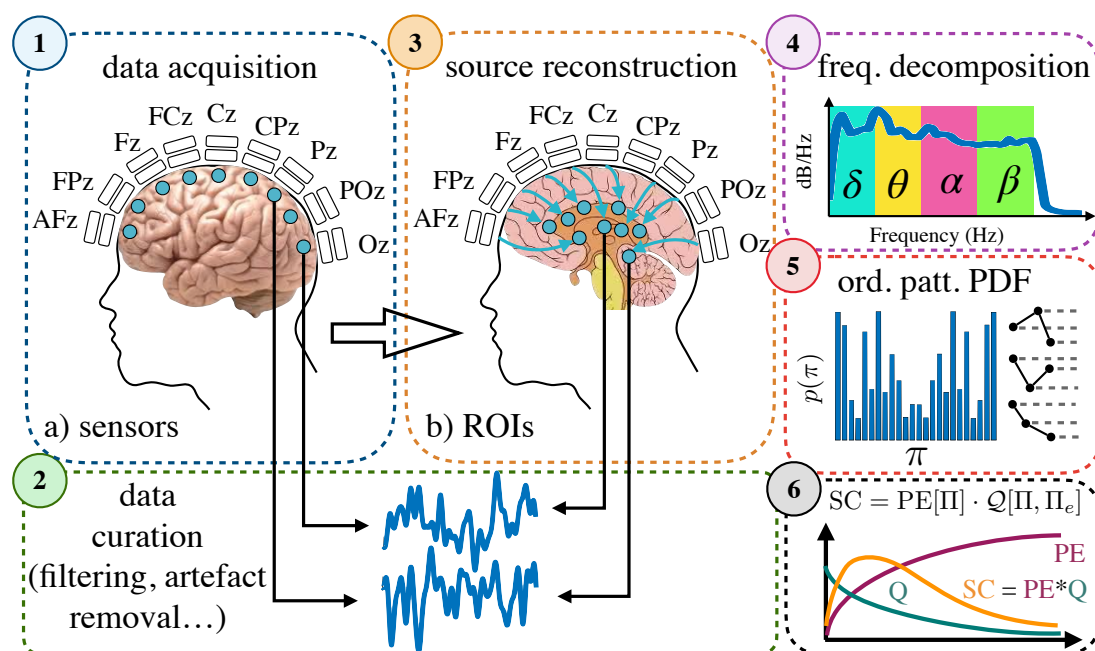 1
data acquisition
AFz
FPz
Fz
FCz
Cz
CPz
Pz
POz
Oz
a) sensors
2
data
curation
(filtering, artefact
removal…)
3
source reconstruction
AFz
FPz
Fz
FCz
Cz
CPz
Pz
POz
Oz
b) ROIs
4
freq. decomposition
dB/Hz
δ θ α β
Frequency (Hz)
5
ord. patt. PDF
p(π)
π
6
SC = PE[Π] · Q[Π, Πe]
PE
Q
SC = PE*Q